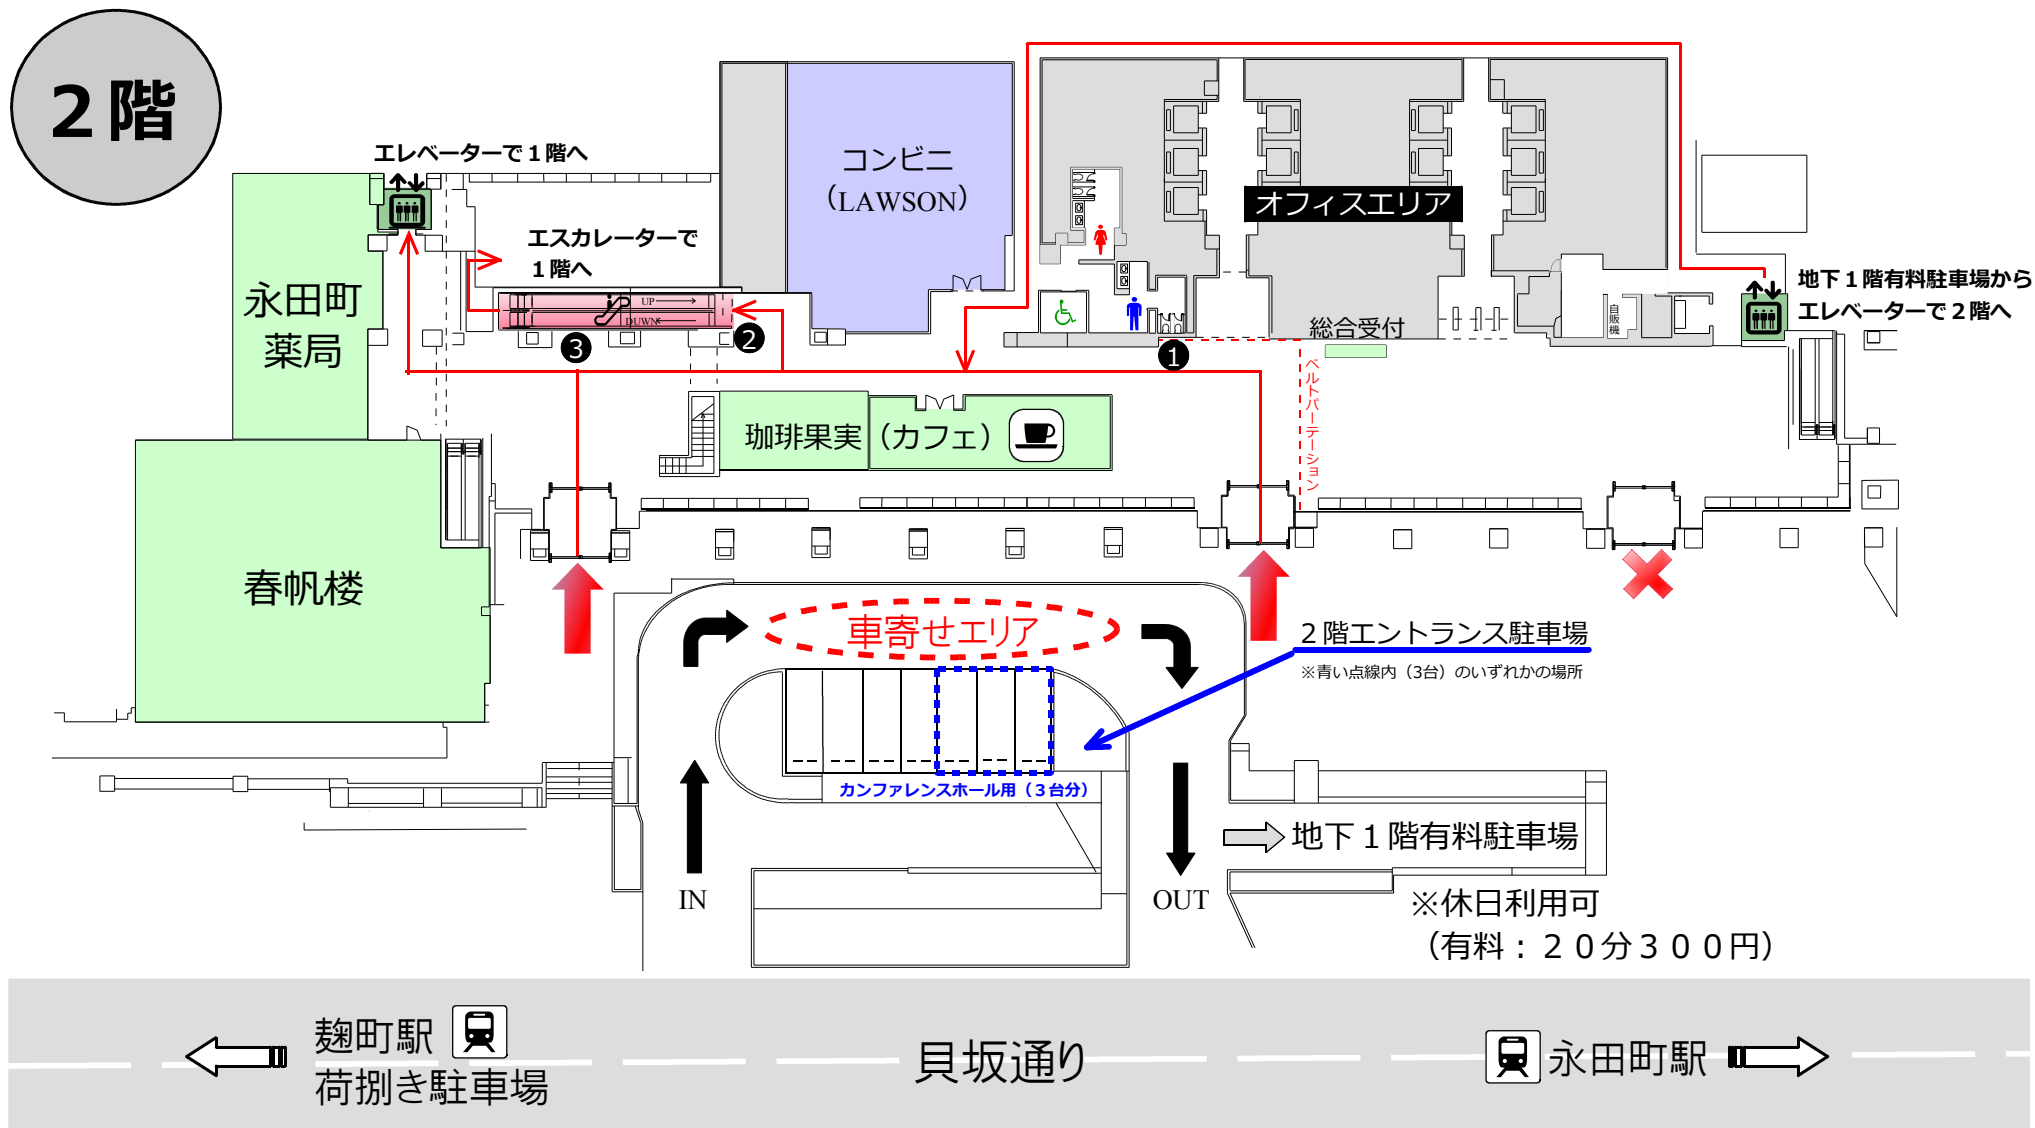 ２階
エレベーターで１階へ
エスカレーターで
１階へ
コンビニ
（LAWSON）
オフィスエリア
永田町
薬局
UP
DUWN
❸
❷
❶
総合受付
自販機
地下１階有料駐車場から
エレベーターで２階へ
ベルトパーテーション
珈琲果実（カフェ）
春帆楼
車寄せエリア
２階エントランス駐車場
※青い点線内（3台）のいずれかの場所
カンファレンスホール用（３台分）
IN
OUT
地下１階有料駐車場
※休日利用可
（有料：２０分３００円）
麹町駅
荷捌き駐車場
貝坂通り
永田町駅